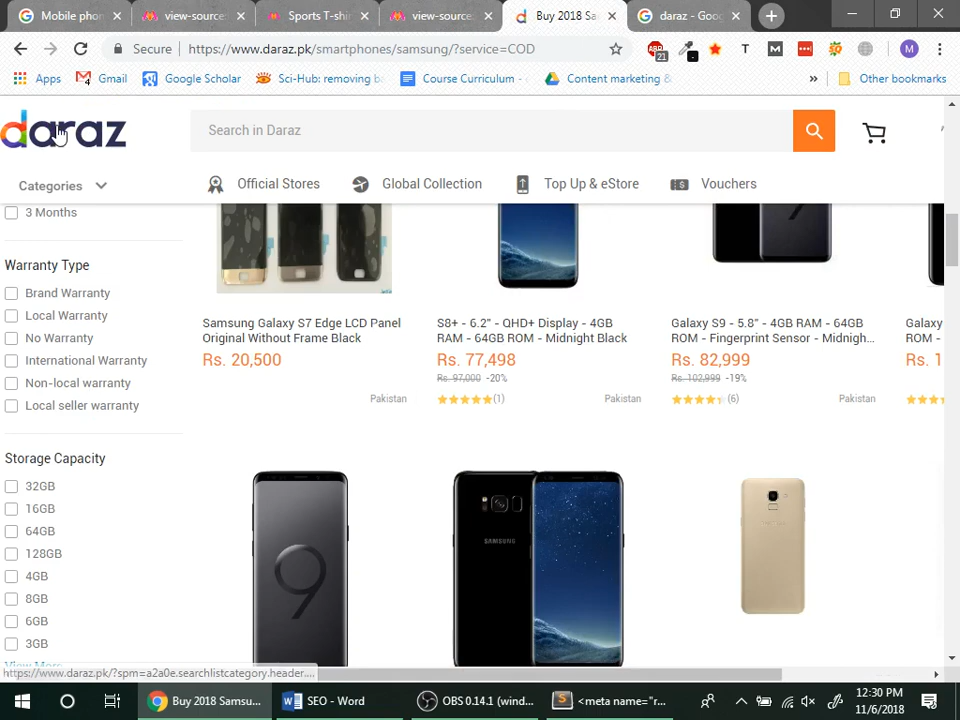 Mobile phon
view-source:
Sports T-shi
view-source:
Buy 2018 Sa
daraz - Goo
Secure
https://www.daraz.pk/smartphones/samsung/?service=COD
ABP
21
T
M
M
Apps
Gmail
4
Google Scholar
Sci-Hub: removing ba
Course Curriculum -
Content marketing &
»
Other bookmarks
daraz
Search in Daraz
Categories
Official Stores
Global Collection
Top Up & eStore
Vouchers
3 Months
Warranty Type
Brand Warranty
Local Warranty
No Warranty
International Warranty
Non-local warranty
Local seller warranty
Storage Capacity
32GB
16GB
64GB
128GB
4GB
8GB
6GB
3GB
View More
Samsung Galaxy S7 Edge LCD Panel
Original Without Frame Black
Rs. 20,500
Pakistan
S8+ - 6.2" - QHD+ Display - 4GB
RAM - 64GB ROM - Midnight Black
Rs. 77,498
Rs. 97,000 -20%
(1)
Pakistan
Galaxy S9 - 5.8" - 4GB RAM - 64GB
ROM - Fingerprint Sensor - Midnigh...
Rs. 82,999
Rs. 102,999 -19%
(6)
Pakistan
Galaxy
ROM -
Rs. 1
9
SAMSUNG
https://www.daraz.pk/?spm=a2a0e.searchlistcategory.header....
Buy 2018 Samsu...
SEO - Word
OBS 0.14.1 (wind...
<meta name="r...
12:30 PM
11/6/2018